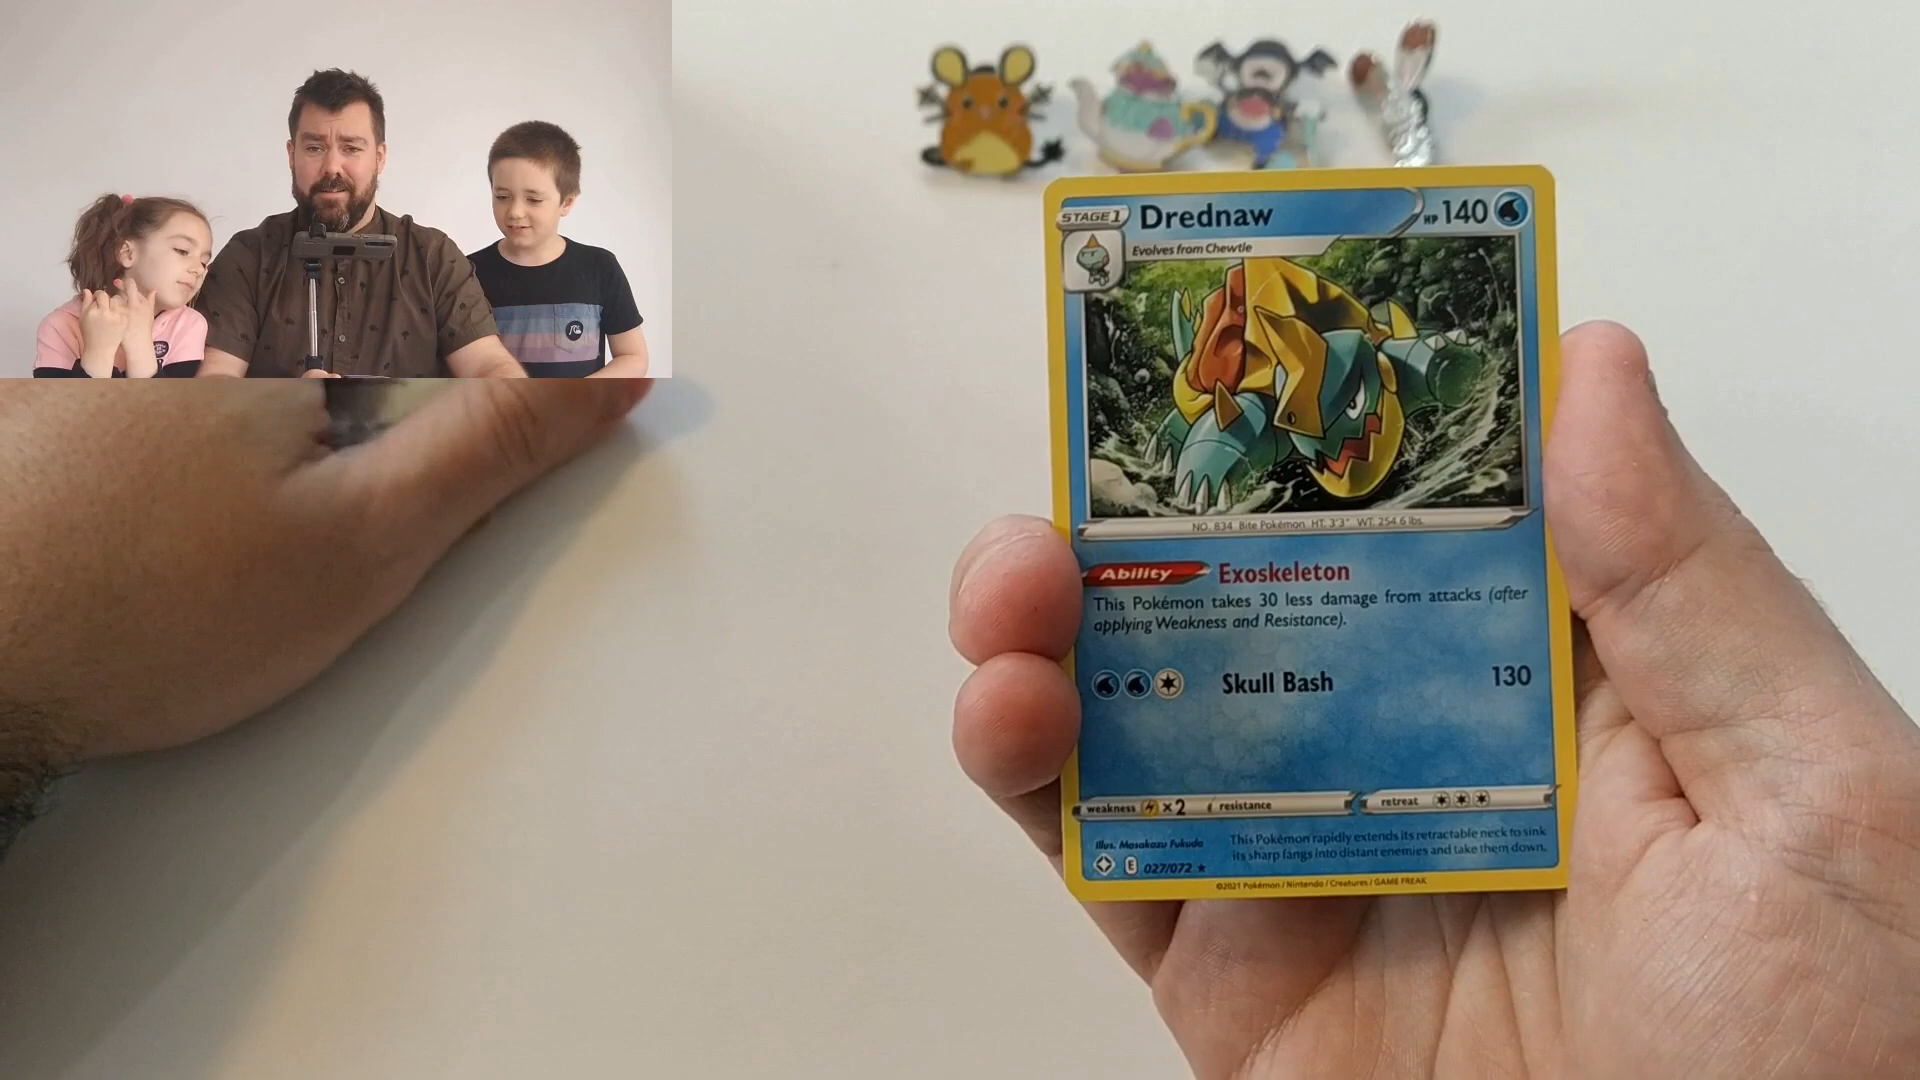 STAGE 1 Drednaw HP 140
Evolves from Chewtle
NO. 834 Bite Pokémon HT: 3'3" WT: 254.6 lbs.
Ability Exoskeleton
This Pokémon takes 30 less damage from attacks (after
applying Weakness and Resistance).
Skull Bash 130
weakness ×2 resistance retreat
Illus. Masakazu Fukuda
This Pokémon rapidly extends its retractable neck to sink
its sharp fangs into distant enemies and take them down.
E 027/072 ★
©2021 Pokémon / Nintendo / Creatures / GAME FREAK